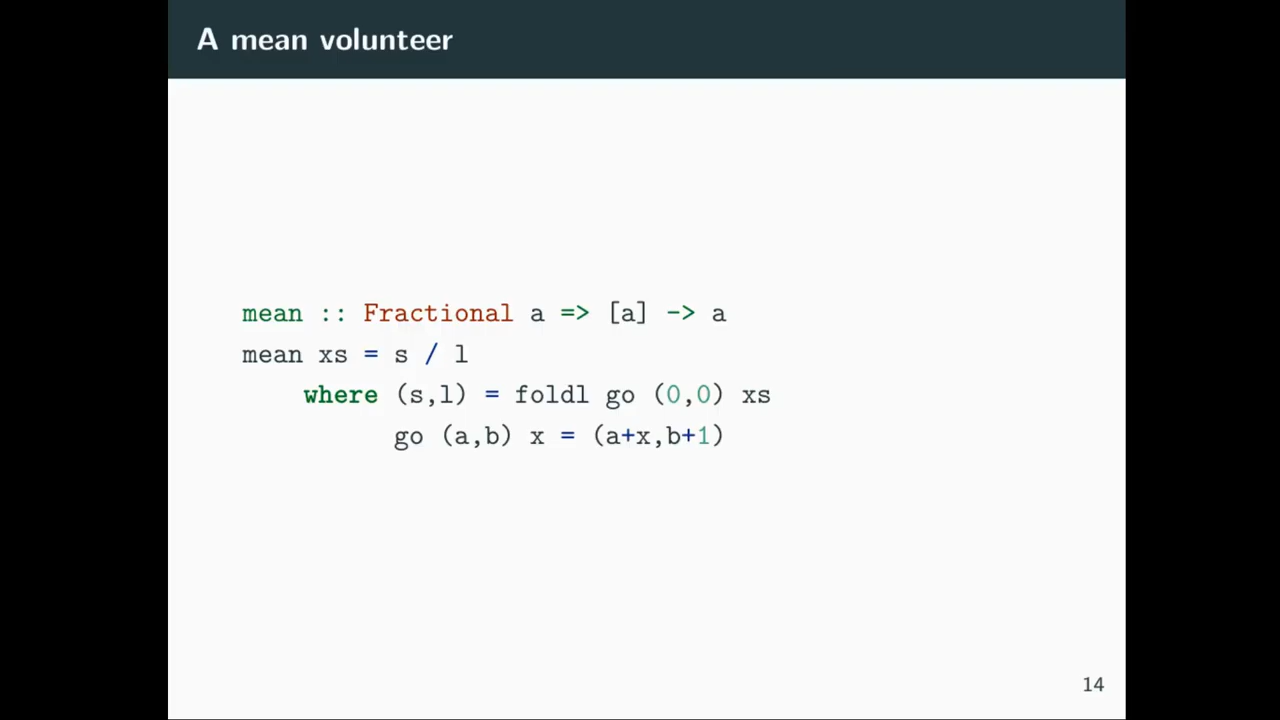 A mean volunteer
mean :: Fractional a => [a] -> a
mean xs = s / l
    where (s,l) = foldl go (0,0) xs
          go (a,b) x = (a+x,b+1)
14